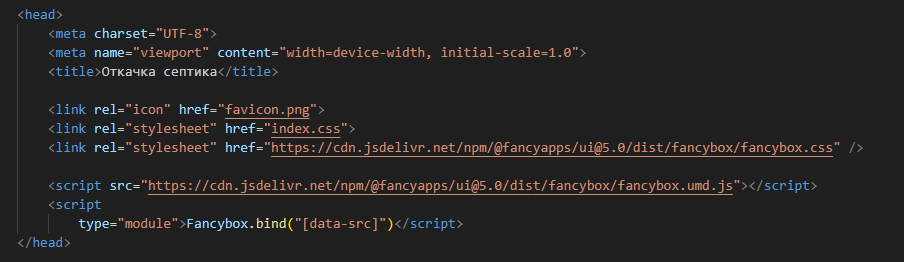 <head>
<meta charset="UTF-8">
<meta name="viewport" content="width=device-width, initial-scale=1.0">
<title>Откачка септика</title>
<link rel="icon" href="favicon.png">
<link rel="stylesheet" href="index.css">
<link rel="stylesheet" href="https://cdn.jsdelivr.net/npm/@fancyapps/ui@5.0/dist/fancybox/fancybox.css" />
<script src="https://cdn.jsdelivr.net/npm/@fancyapps/ui@5.0/dist/fancybox/fancybox.umd.js"></script>
<script
type="module">Fancybox.bind("[data-src]")</script>
</head>